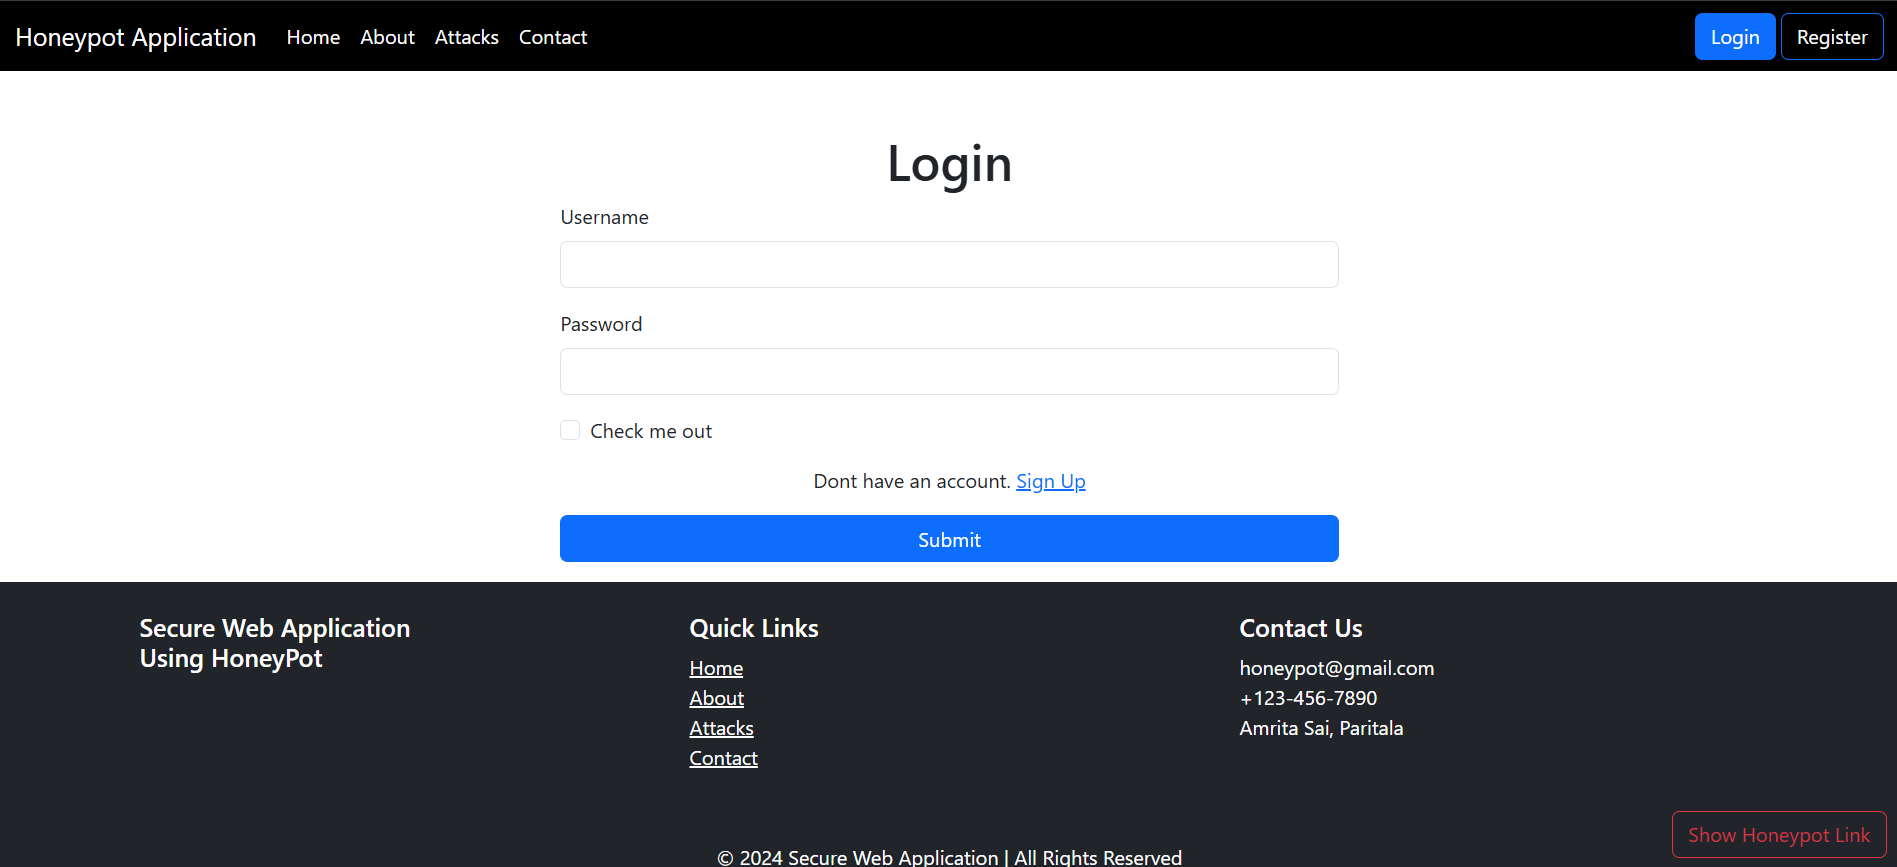 Honeypot Application Home About Attacks Contact Login Register
Login
Username
Password
Check me out
Dont have an account. Sign Up
Submit
Secure Web Application
Using HoneyPot
Quick Links
Home
About
Attacks
Contact
Contact Us
honeypot@gmail.com
+123-456-7890
Amrita Sai, Paritala
Show Honeypot Link
© 2024 Secure Web Application | All Rights Reserved